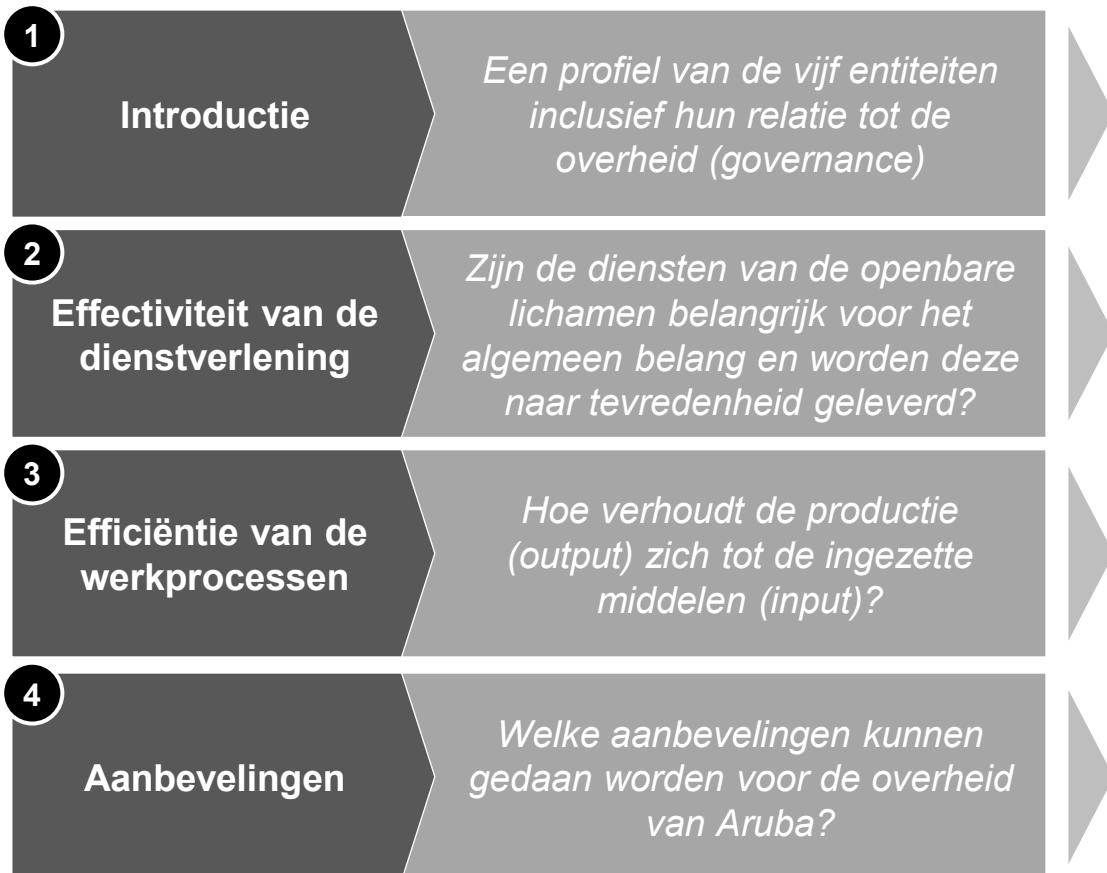 1
Introductie
Een profiel van de vijf entiteiten
inclusief hun relatie tot de
overheid (governance)
2
Effectiviteit van de
dienstverlening
Zijn de diensten van de openbare
lichamen belangrijk voor het
algemeen belang en worden deze
naar tevredenheid geleverd?
3
Efficiëntie van de
werkprocessen
Hoe verhoudt de productie
(output) zich tot de ingezette
middelen (input)?
4
Aanbevelingen
Welke aanbevelingen kunnen
gedaan worden voor de overheid
van Aruba?